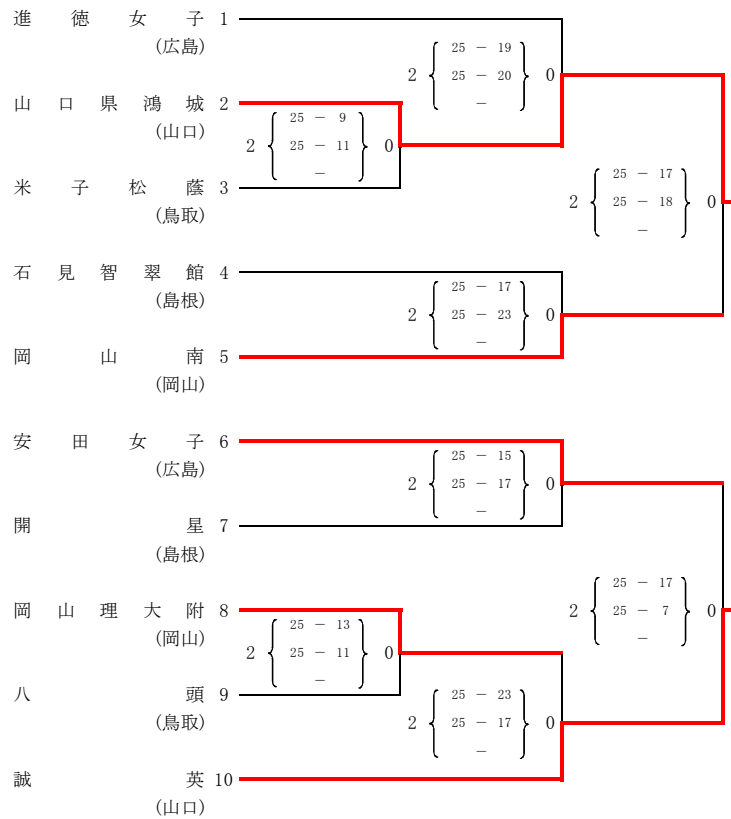 進徳女子 1
(広島)
2 25 － 19 0
25 － 20
－
山口県鴻城 2
(山口)
2 25 － 9 0
25 － 11
－
米子松蔭 3
(鳥取)
2 25 － 17 0
25 － 18
－
石見智翠館 4
(島根)
2 25 － 17 0
25 － 23
－
岡山南 5
(岡山)
安田女子 6
(広島)
2 25 － 15 0
25 － 17
－
開星 7
(島根)
2 25 － 17 0
25 － 7
－
岡山理大附 8
(岡山)
2 25 － 13 0
25 － 11
－
八頭 9
(鳥取)
2 25 － 23 0
25 － 17
－
誠英 10
(山口)